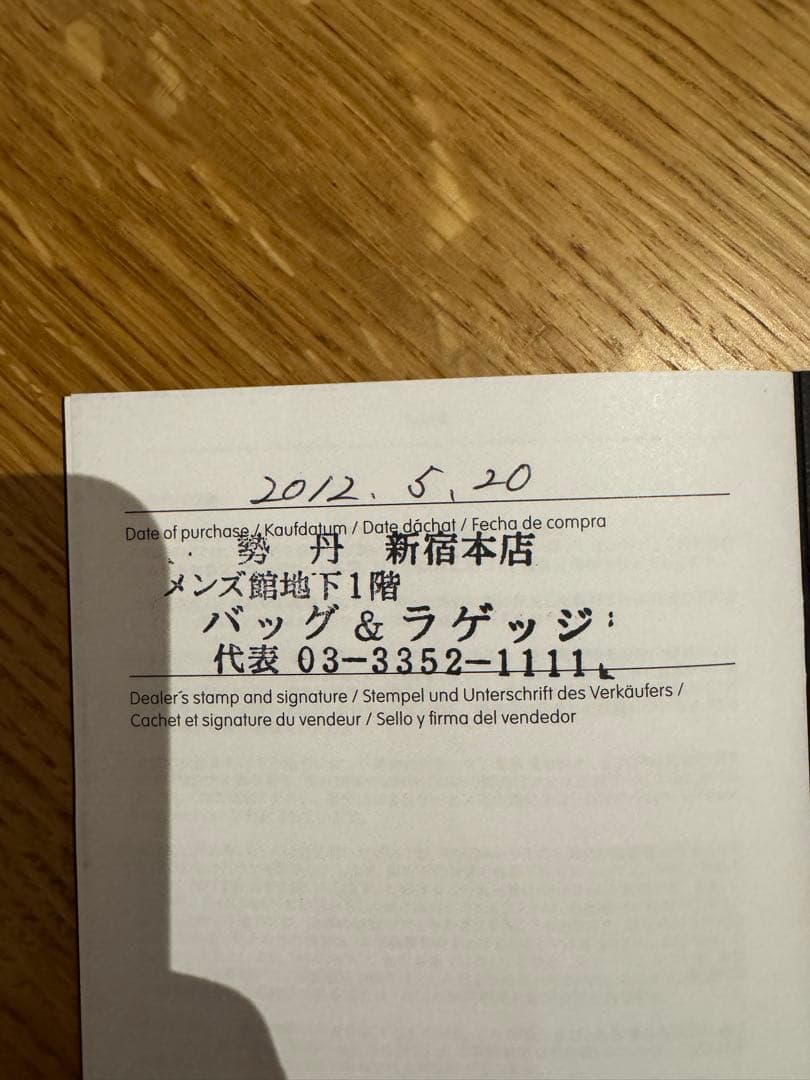 2012. 5. 20
Date of purchase / Kaufdatum / Date dáchat / Fecha de compra
勢 丹 新宿本店
メンズ館地下1階
バッグ & ラゲッジ
代表 03-3352-1111
Dealer´s stamp and signature / Stempel und Unterschrift des Verkäufers /
Cachet et signature du vendeur / Sello y firma del vendedor